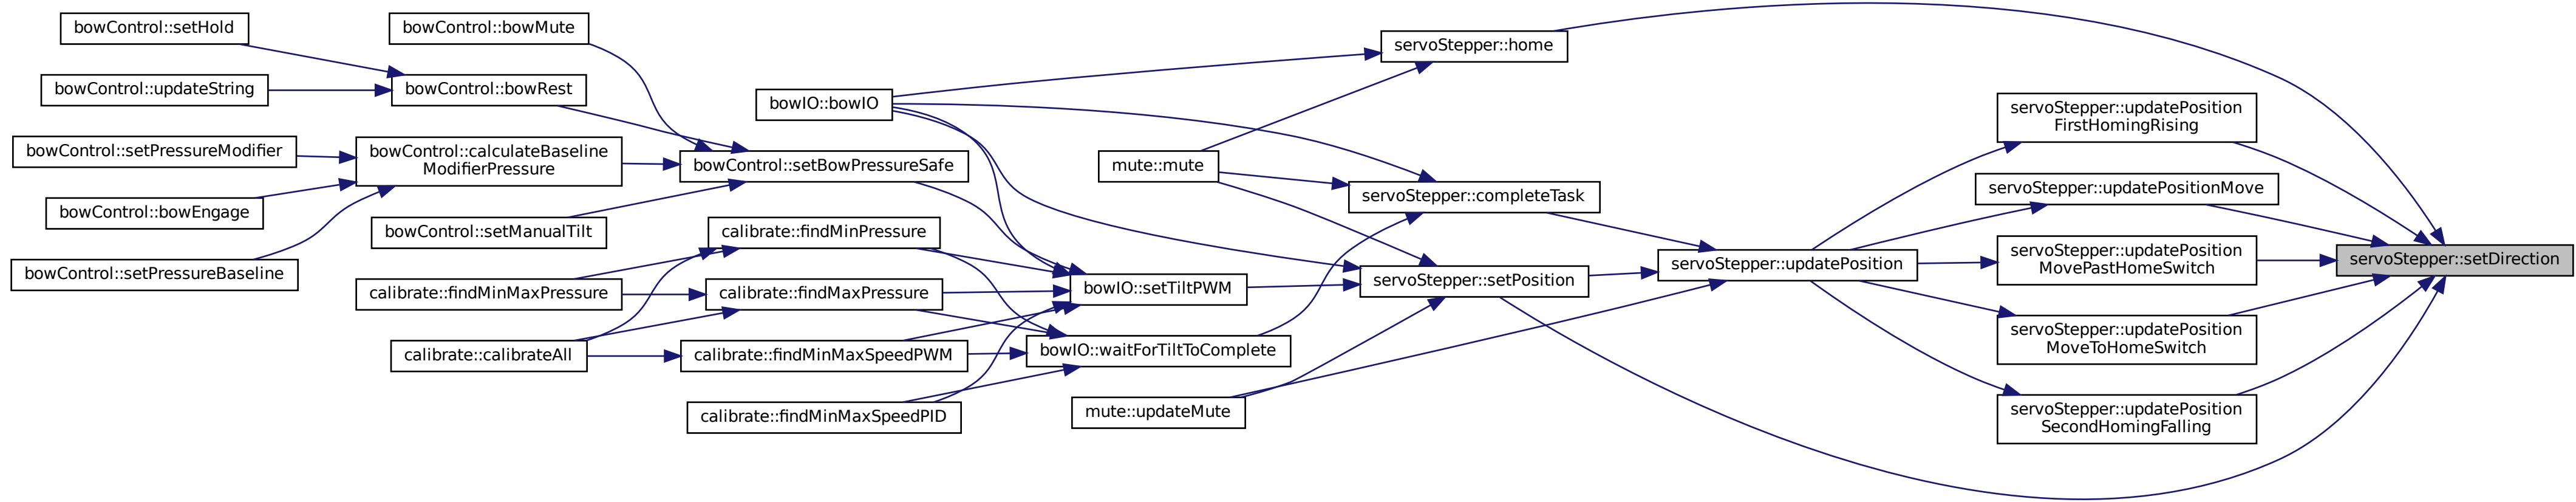 bowControl::setHold
bowControl::bowMute
servoStepper::home
bowControl::updateString
bowControl::bowRest
bowIO::bowIO
servoStepper::updatePosition
FirstHomingRising
bowControl::setPressureModifier
bowControl::calculateBaseline
ModifierPressure
bowControl::setBowPressureSafe
mute::mute
servoStepper::completeTask
servoStepper::updatePositionMove
bowControl::bowEngage
bowControl::setManualTilt
calibrate::findMinPressure
servoStepper::updatePosition
MovePastHomeSwitch
servoStepper::setDirection
bowControl::setPressureBaseline
servoStepper::updatePosition
servoStepper::setPosition
calibrate::findMinMaxPressure
calibrate::findMaxPressure
bowIO::setTiltPWM
servoStepper::updatePosition
MoveToHomeSwitch
calibrate::calibrateAll
calibrate::findMinMaxSpeedPWM
bowIO::waitForTiltToComplete
calibrate::findMinMaxSpeedPID
mute::updateMute
servoStepper::updatePosition
SecondHomingFalling